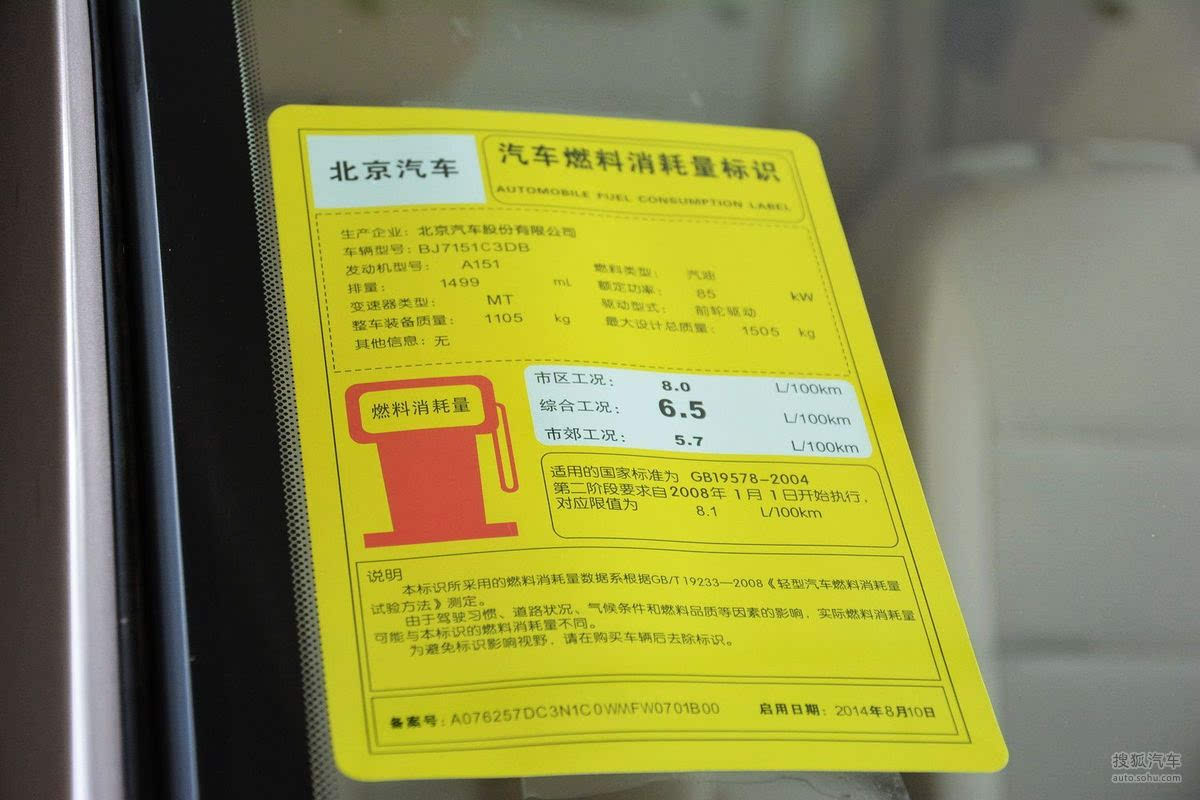 北京汽车
汽车燃料消耗量标识
AUTOMOBILE FUEL CONSUMPTION LABEL
生产企业：北京汽车股份有限公司
车辆型号：BJ7151C3DB
发动机型号： A151 燃料类型： 汽油
排量： 1499 mL 额定功率： 85 kW
变速器类型： MT 驱动型式： 前轮驱动
整车装备质量： 1105 kg 最大设计总质量： 1505 kg
其他信息：无
燃料消耗量
市区工况： 8.0 L/100km
综合工况： 6.5 L/100km
市郊工况： 5.7 L/100km
适用的国家标准为 GB19578-2004
第二阶段要求自2008年 1月 1日开始执行，
对应限值为 8.1 L/100km
说明
本标识所采用的燃料消耗量数据系根据GB/T 19233—2008《轻型汽车燃料消耗量
试验方法》测定。
由于驾驶习惯、道路状况、气候条件和燃料品质等因素的影响，实际燃料消耗量
可能与本标识的燃料消耗量不同。
为避免标识影响视野，请在购买车辆后去除标识。
备案号：A076257DC3N1C0WMFW0701B00 启用日期：2014年8月10日
搜狐汽车
auto.sohu.com